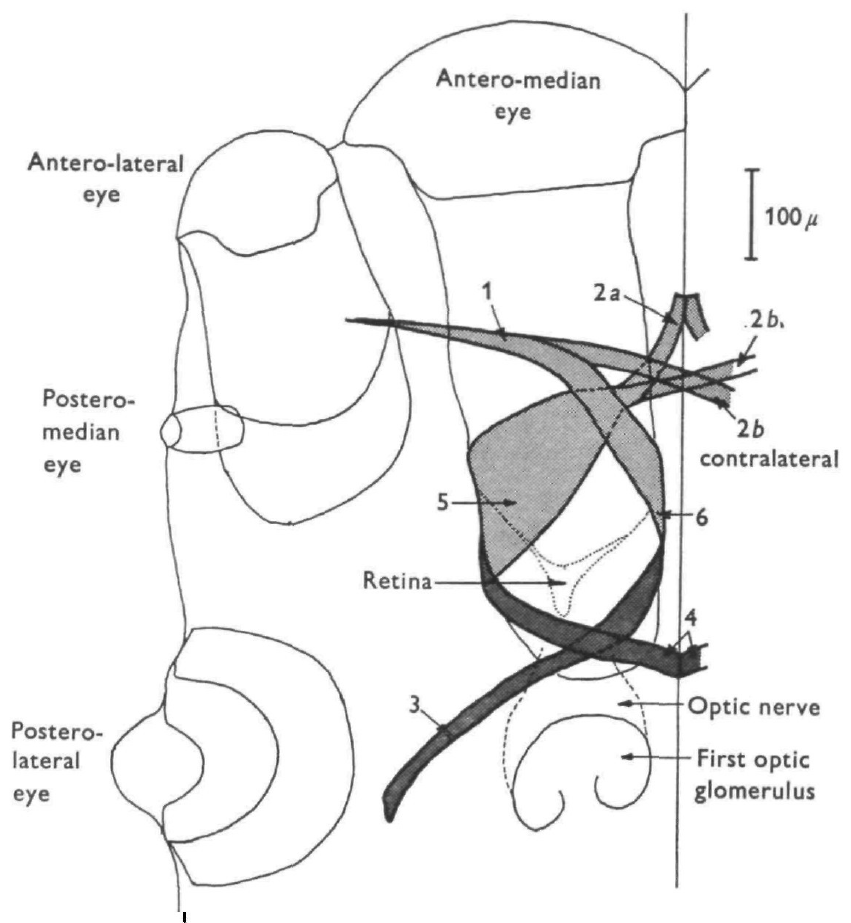 Antero-median
eye
Antero-lateral
eye
100 μ
1
2a
2b
Postero-
median
eye
2b
contralateral
5
6
Retina
4
3
Optic nerve
Postero-
lateral
eye
First optic
glomerulus